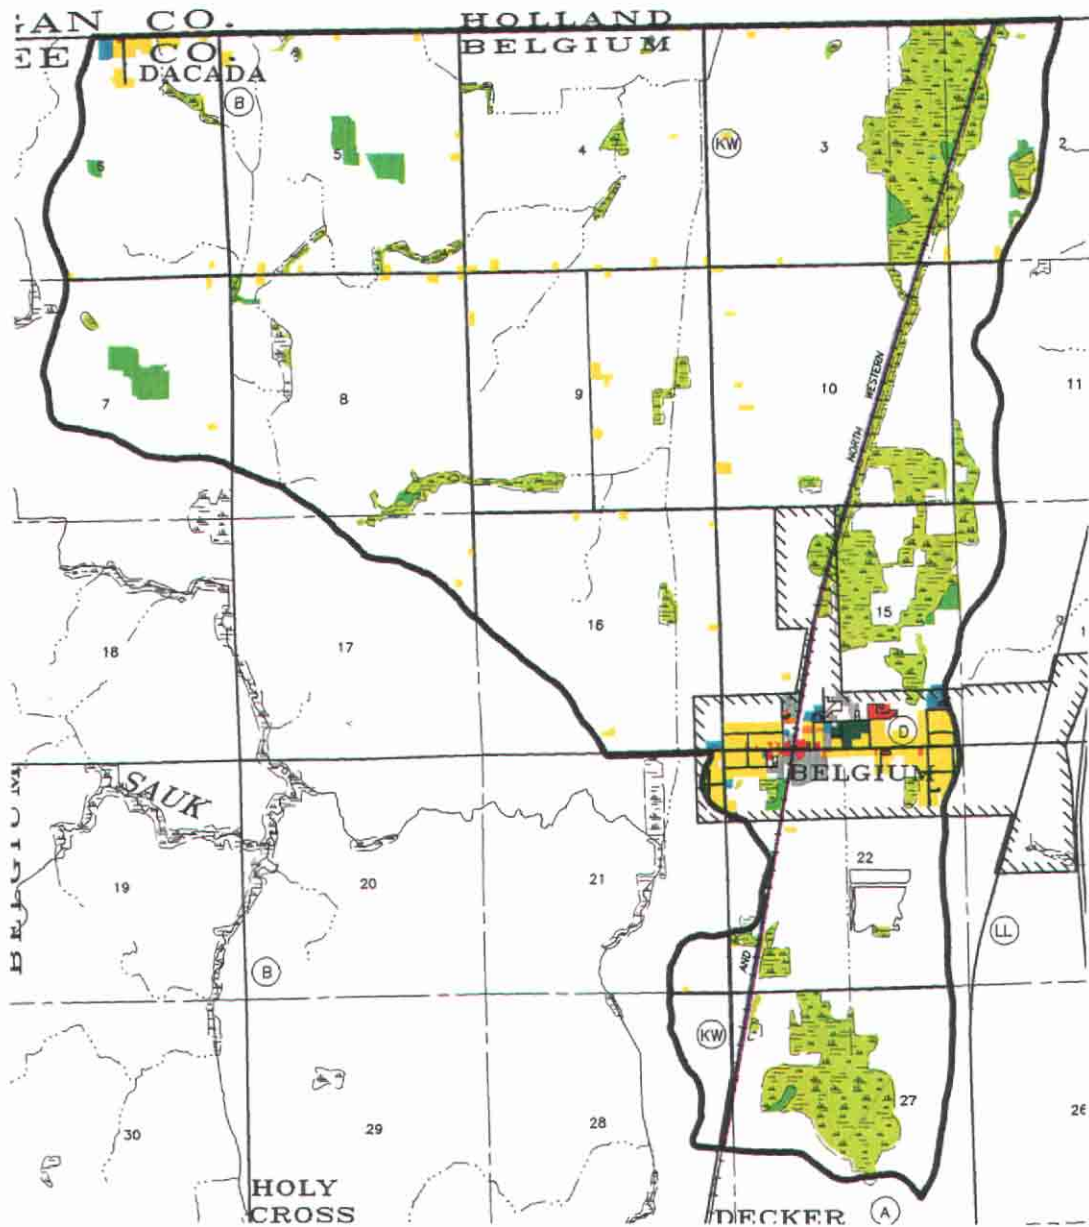 GAN CO.
EE CO.
HOLLAND
BELGIUM
DACADA
B
6
5
4
KW
3
2
7
8
9
10
11
NORTH WESTERN
18
17
16
15
1
D
BELGIUM
SAUK
BELGIUM
19
20
21
22
B
AND
LL
KW
30
29
28
27
26
HOLY
CROSS
DECKER
A